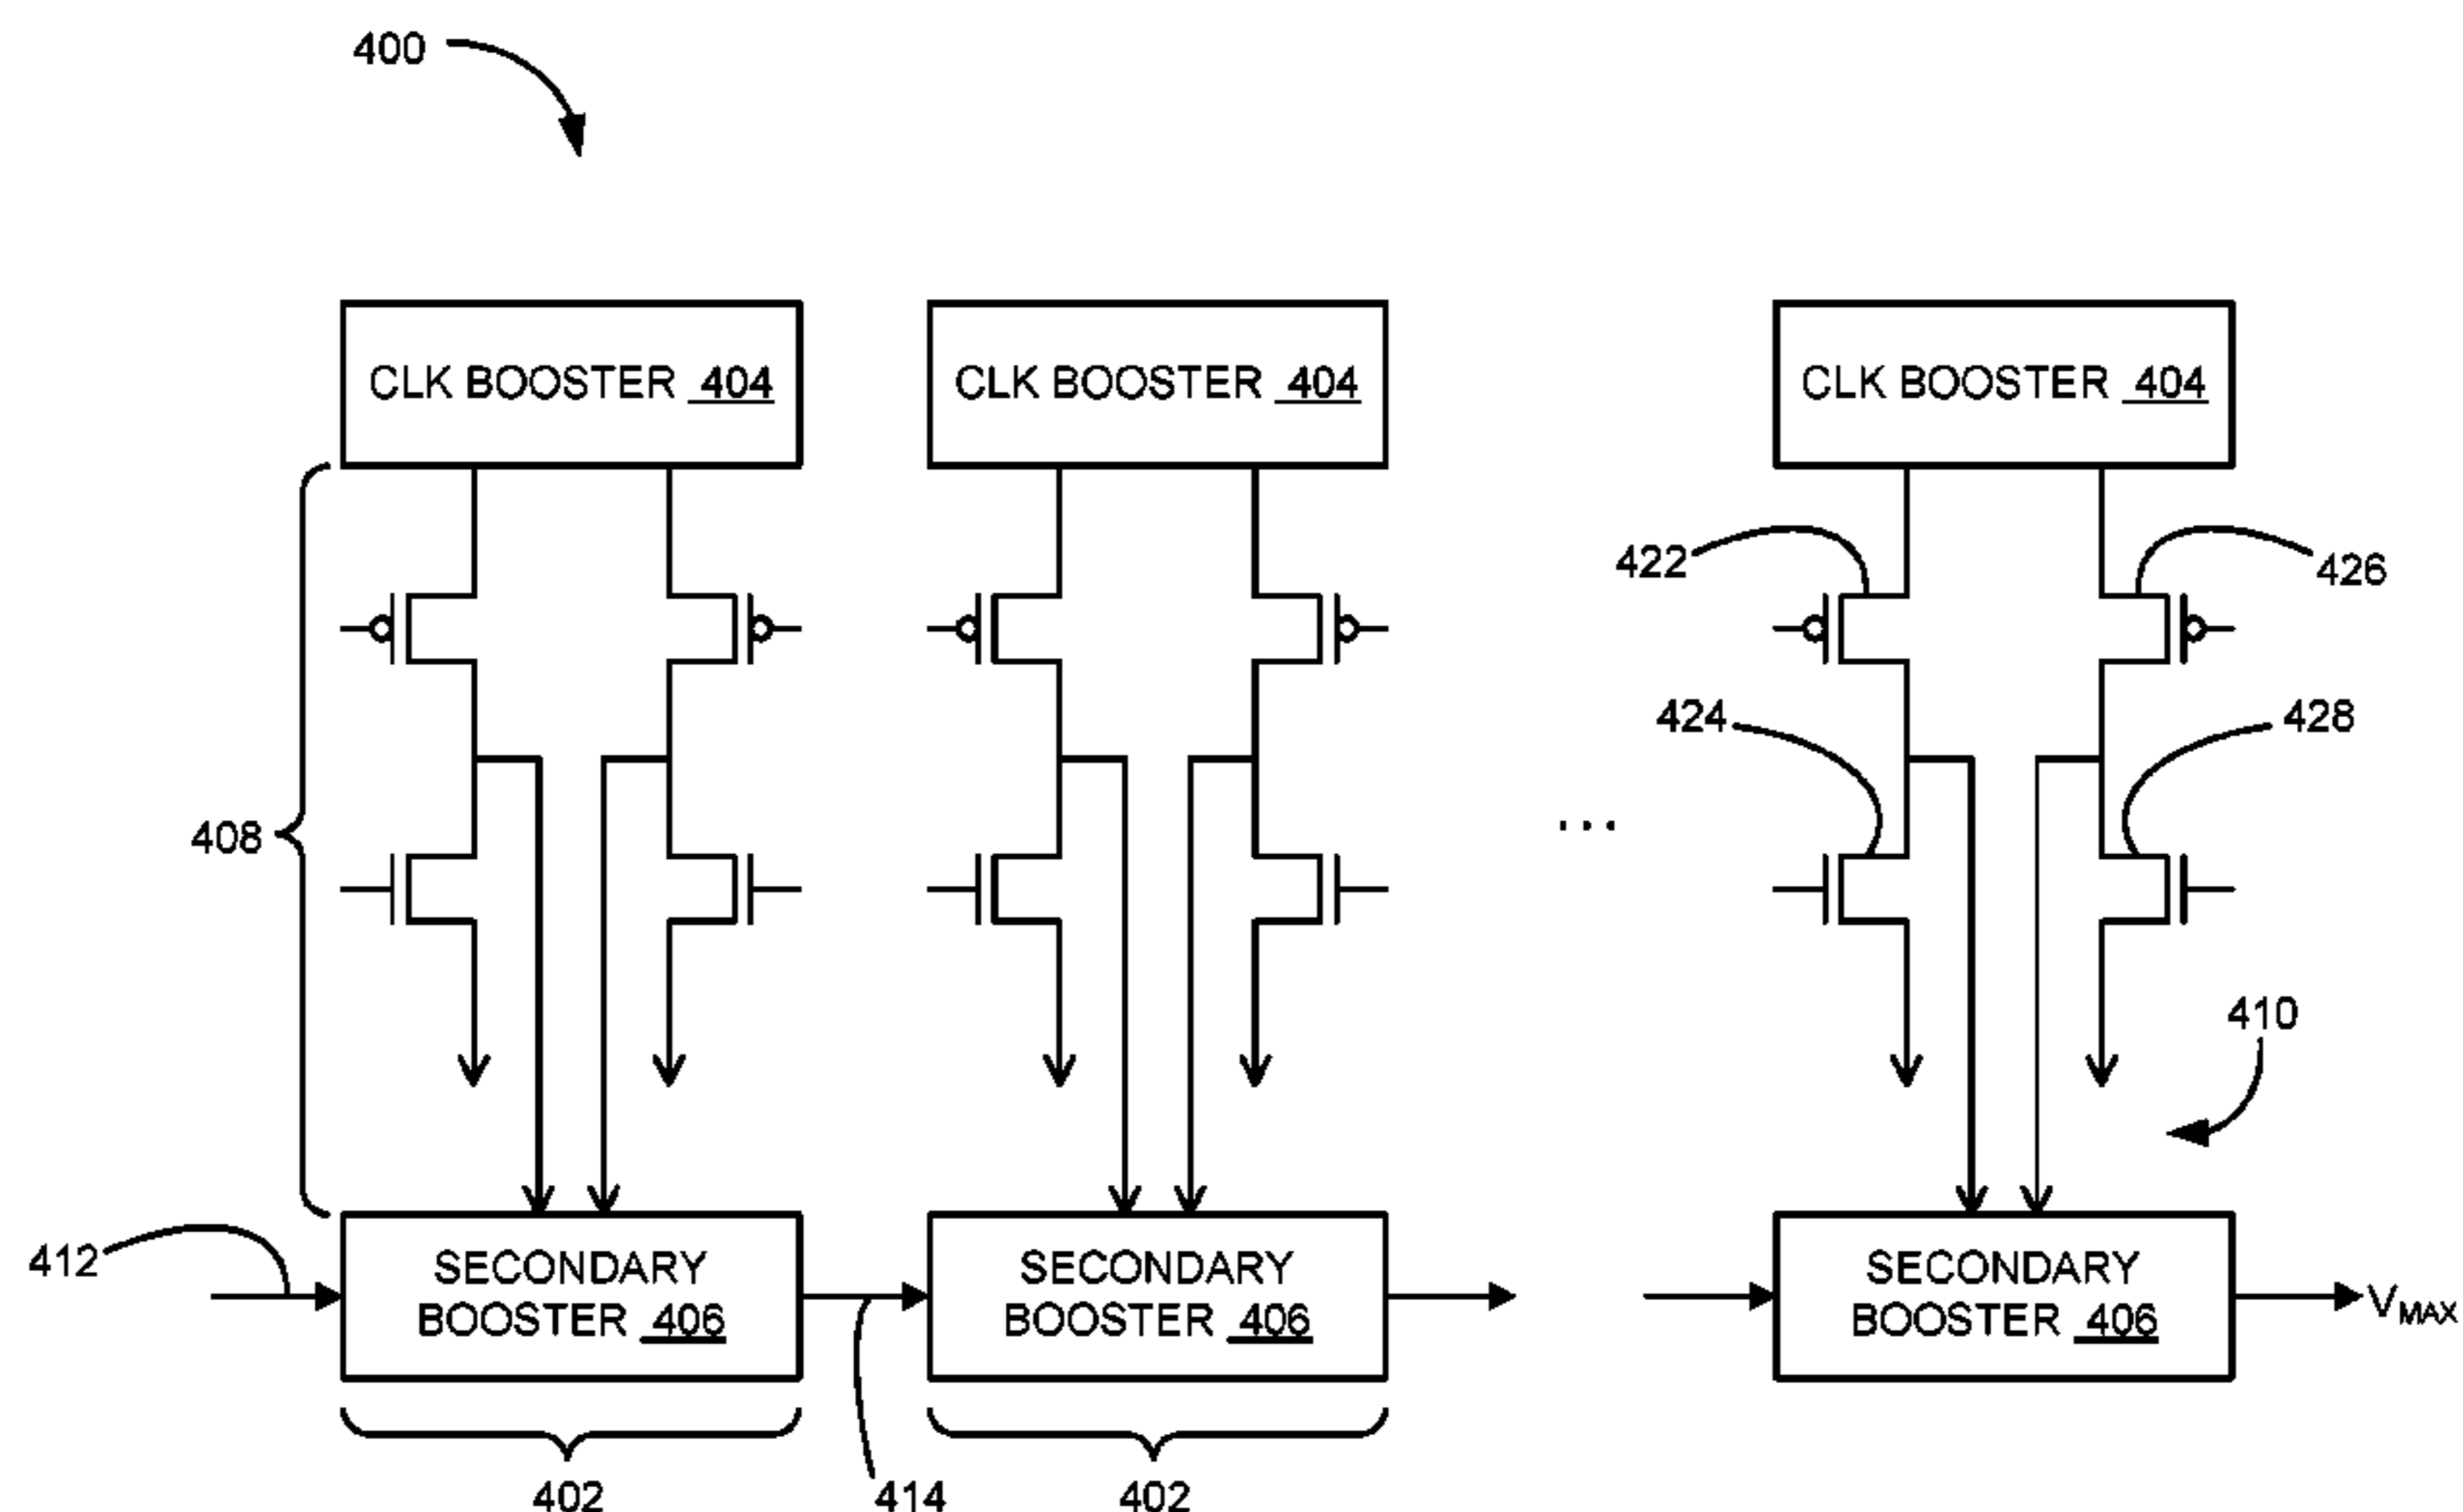 400
CLK BOOSTER 404
CLK BOOSTER 404
CLK BOOSTER 404
422
426
424
428
408
...
410
412
SECONDARY
BOOSTER 406
SECONDARY
BOOSTER 406
SECONDARY
BOOSTER 406
VMAX
402
414
402